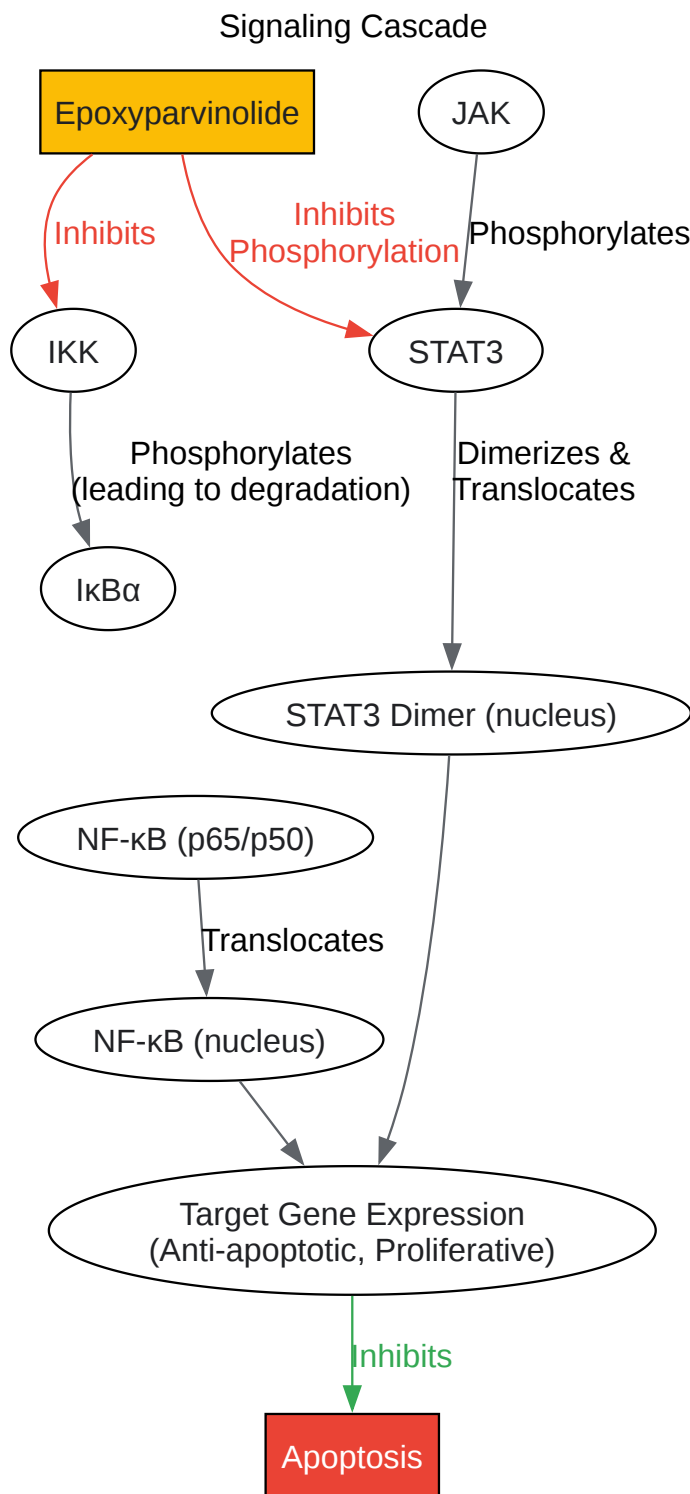 Signaling Cascade
Epoxyparvinolide
JAK
Inhibits
Inhibits
Phosphorylation
Phosphorylates
IKK
STAT3
Phosphorylates
(leading to degradation)
Dimerizes &
Translocates
IκBα
STAT3 Dimer (nucleus)
NF-κB (p65/p50)
Translocates
NF-κB (nucleus)
Target Gene Expression
(Anti-apoptotic, Proliferative)
Inhibits
Apoptosis